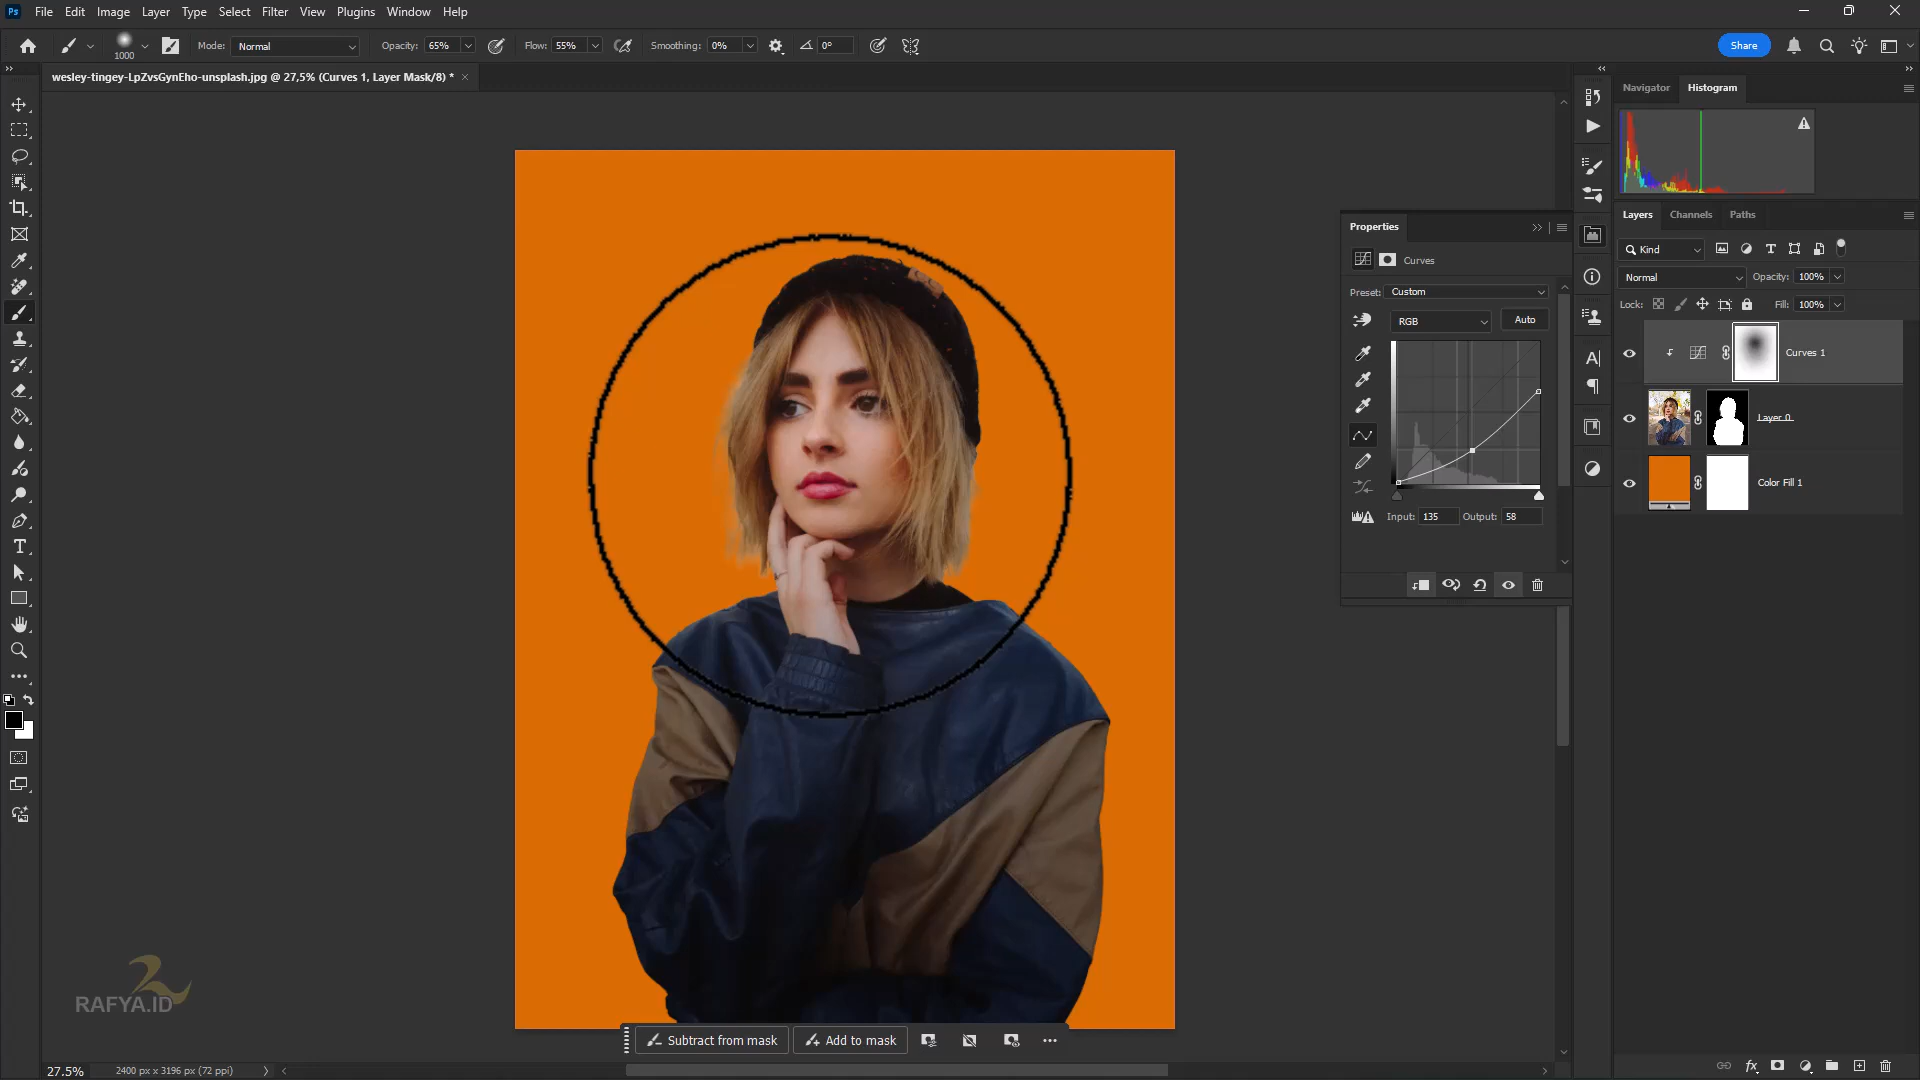 Ps File Edit Image Layer Type Select Filter View Plugins Window Help
1000 Mode: Normal Opacity: 65% Flow: 55% Smoothing: 0% 0° Share
wesley-tingey-LpZvsGynEho-unsplash.jpg @ 27,5% (Curves 1, Layer Mask/8) *
Navigator Histogram
Layers Channels Paths
Kind
Normal Opacity: 100%
Lock: Fill: 100%
Curves 1
Layer 0
Color Fill 1
Properties
Curves
Preset: Custom
RGB Auto
Input: 135 Output: 58
RAFYA.ID
Subtract from mask Add to mask
27.5% 2400 px x 3196 px (72 ppi)